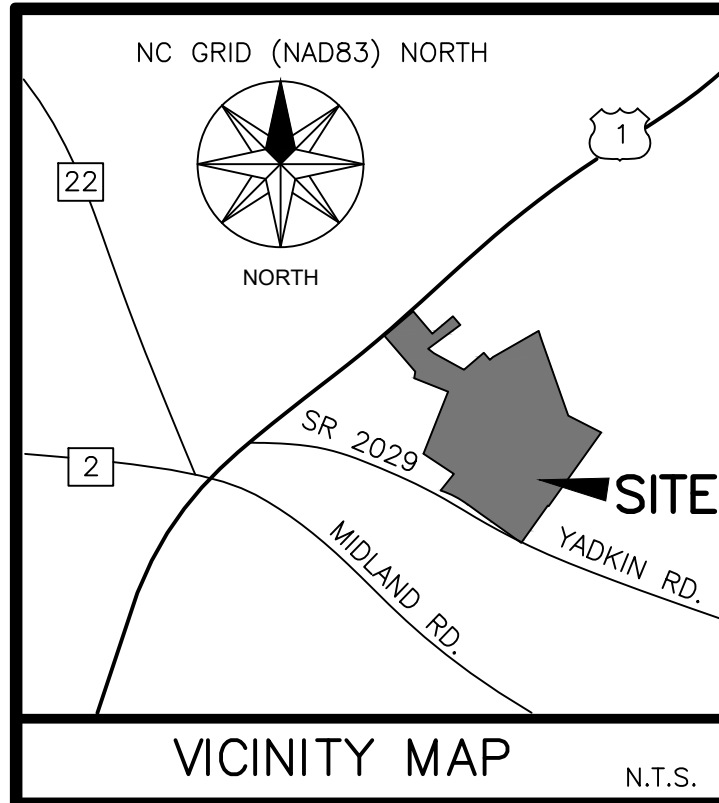 NC GRID (NAD83) NORTH
1
22
NORTH
SR 2029
2
SITE
YADKIN RD.
MIDLAND RD.
VICINITY MAP
N.T.S.